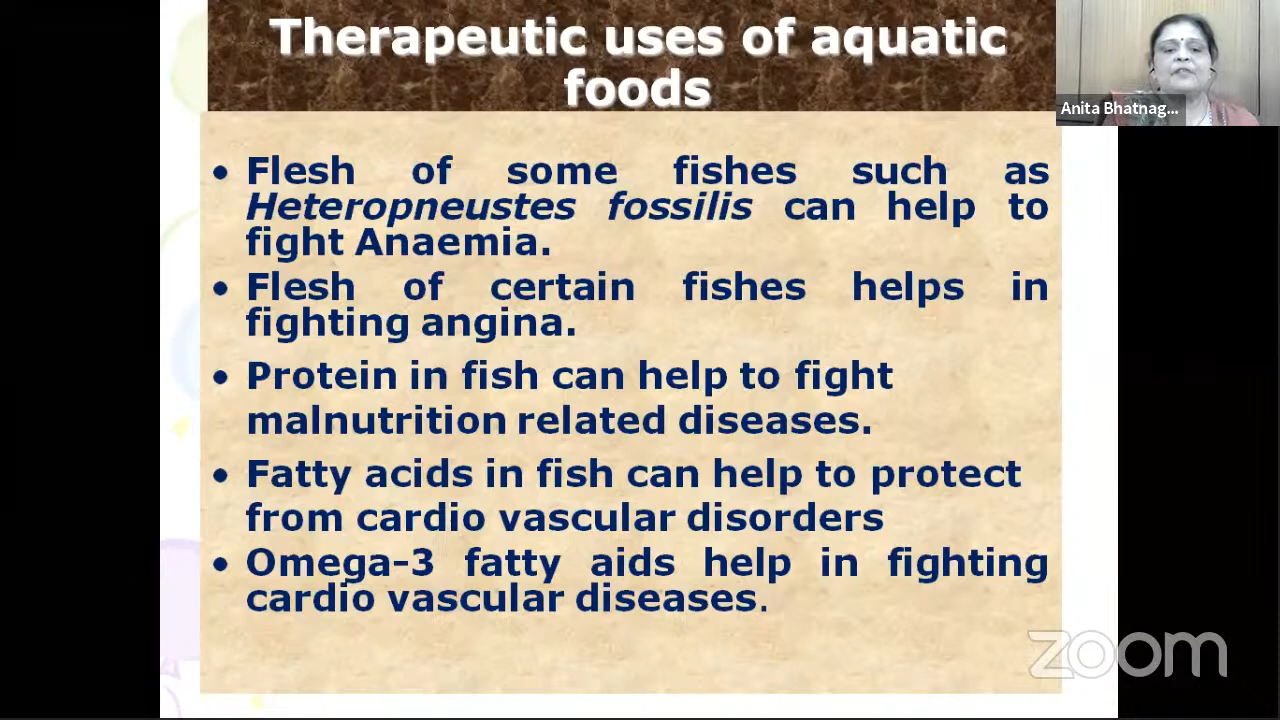 Therapeutic uses of aquatic
foods
Anita Bhatnag...
• Flesh of some fishes such as
Heteropneustes fossilis can help to
fight Anaemia.
• Flesh of certain fishes helps in
fighting angina.
• Protein in fish can help to fight
malnutrition related diseases.
• Fatty acids in fish can help to protect
from cardio vascular disorders
• Omega-3 fatty aids help in fighting
cardio vascular diseases.
zoom